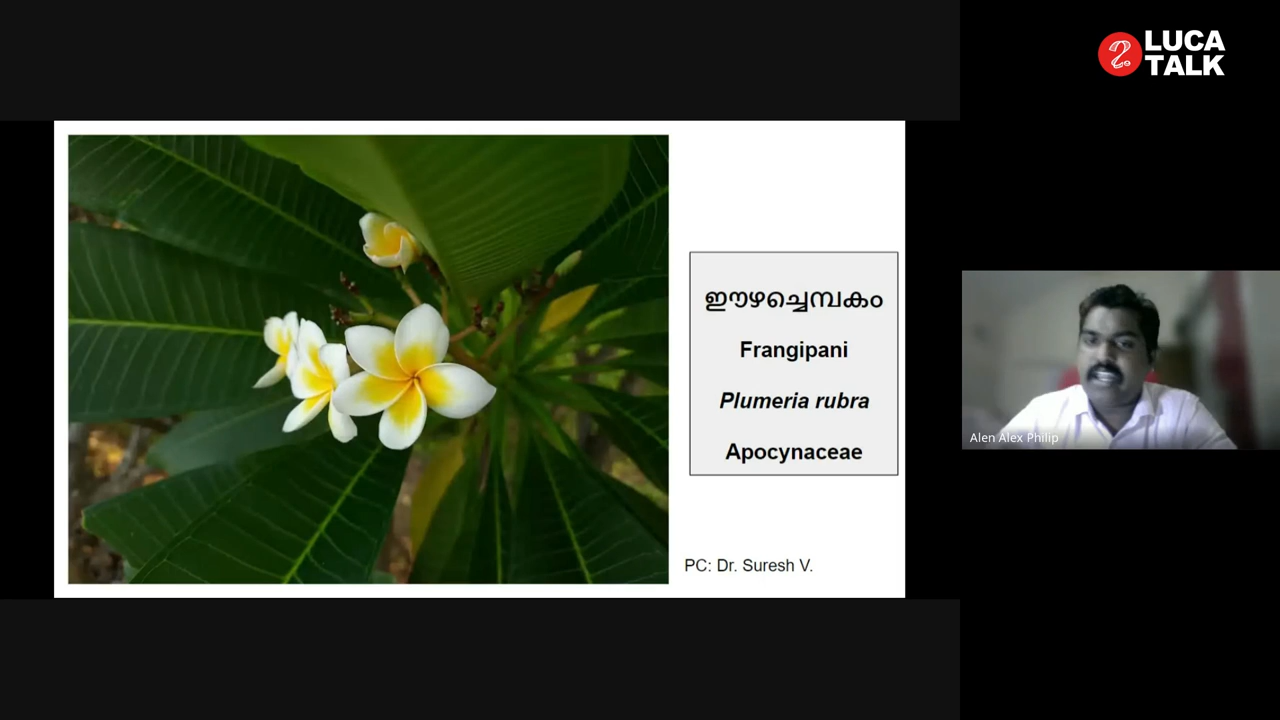 LUCA
TALK
ഈഴച്ചെമ്പകം
Frangipani
Plumeria rubra
Apocynaceae
PC: Dr. Suresh V.
Alen Alex Philip